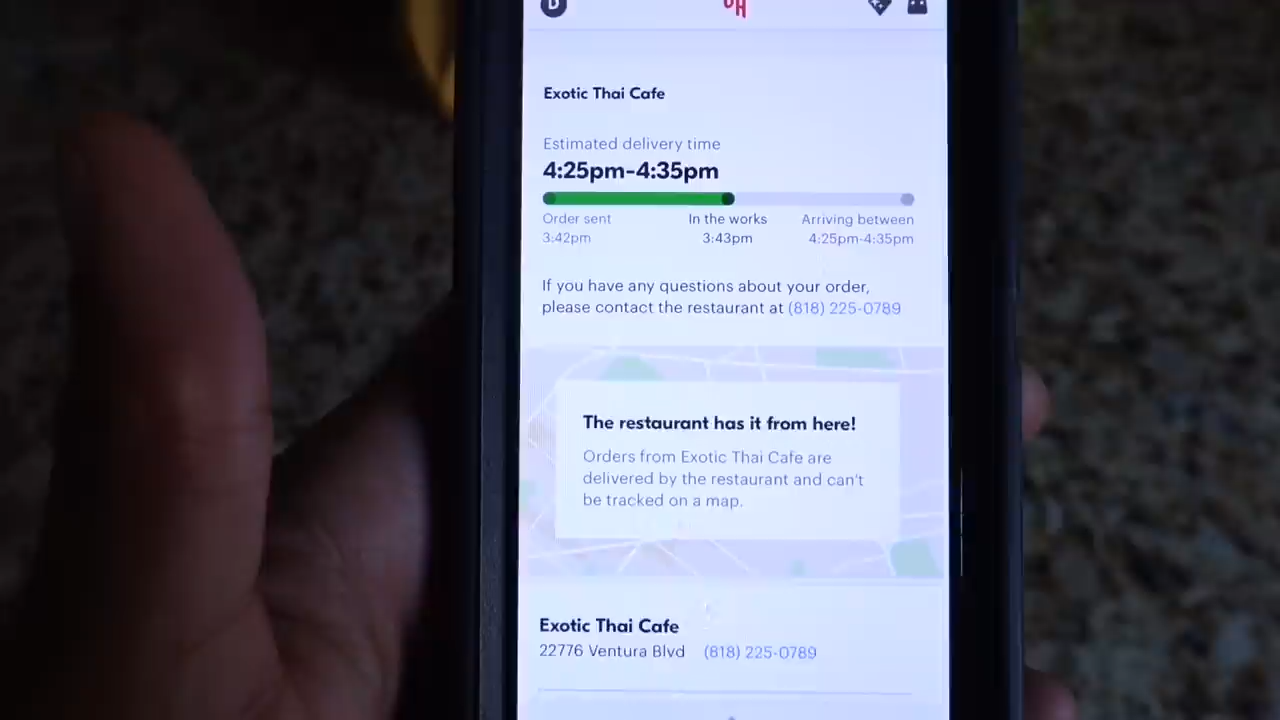 D
Exotic Thai Cafe
Estimated delivery time
4:25pm-4:35pm
Order sent
In the works
Arriving between
3:42pm
3:43pm
4:25pm-4:35pm
If you have any questions about your order,
please contact the restaurant at (818) 225-0789
The restaurant has it from here!
Orders from Exotic Thai Cafe are
delivered by the restaurant and can't
be tracked on a map.
Exotic Thai Cafe
22776 Ventura Blvd (818) 225-0789